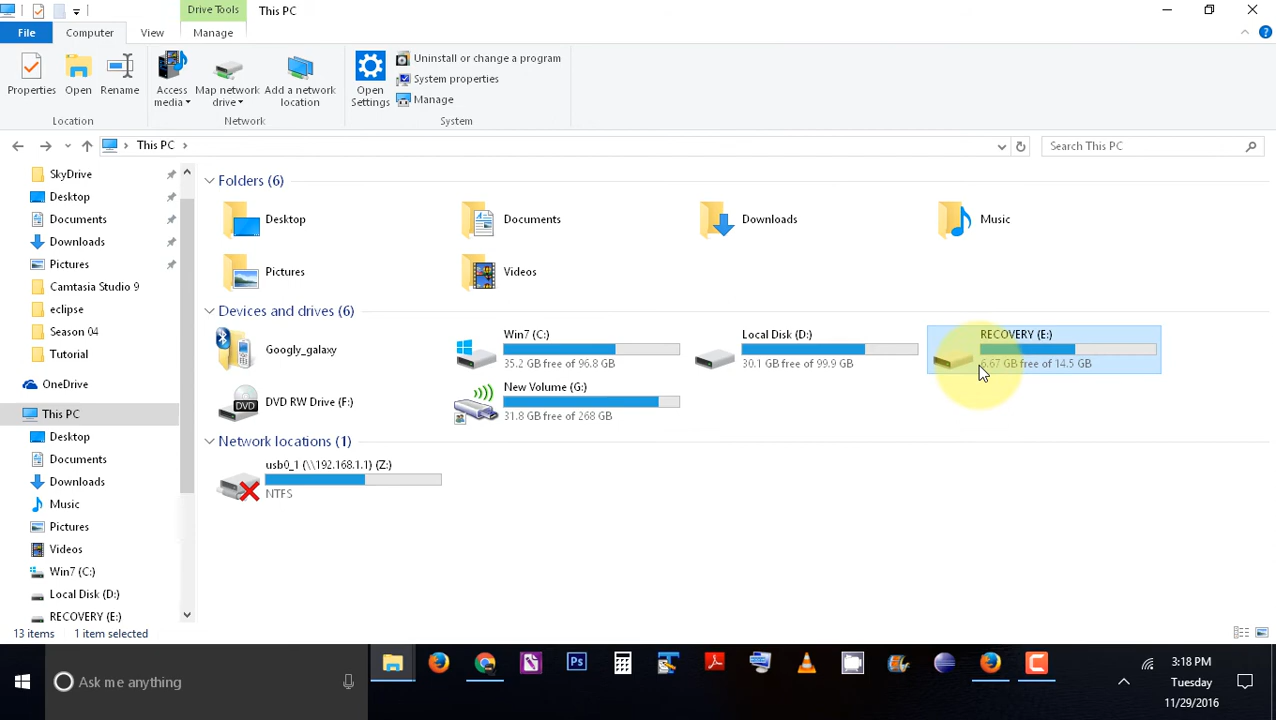 Drive Tools
This PC
File
Computer
View
Manage
Properties
Open
Rename
Access media
Map network drive
Add a network location
Open Settings
Uninstall or change a program
System properties
Manage
Location
Network
System
This PC
Search This PC
SkyDrive
Desktop
Documents
Downloads
Pictures
Camtasia Studio 9
eclipse
Season 04
Tutorial
OneDrive
This PC
Desktop
Documents
Downloads
Music
Pictures
Videos
Win7 (C:)
Local Disk (D:)
RECOVERY (E:)
Folders (6)
Desktop
Documents
Downloads
Music
Pictures
Videos
Devices and drives (6)
Googly_galaxy
Win7 (C:)
35.2 GB free of 96.8 GB
Local Disk (D:)
30.1 GB free of 99.9 GB
RECOVERY (E:)
6.67 GB free of 14.5 GB
DVD
DVD RW Drive (F:)
New Volume (G:)
31.8 GB free of 268 GB
Network locations (1)
usb0_1 (\\192.168.1.1) (Z:)
NTFS
13 items
1 item selected
Ask me anything
Ps
3:18 PM
Tuesday
11/29/2016